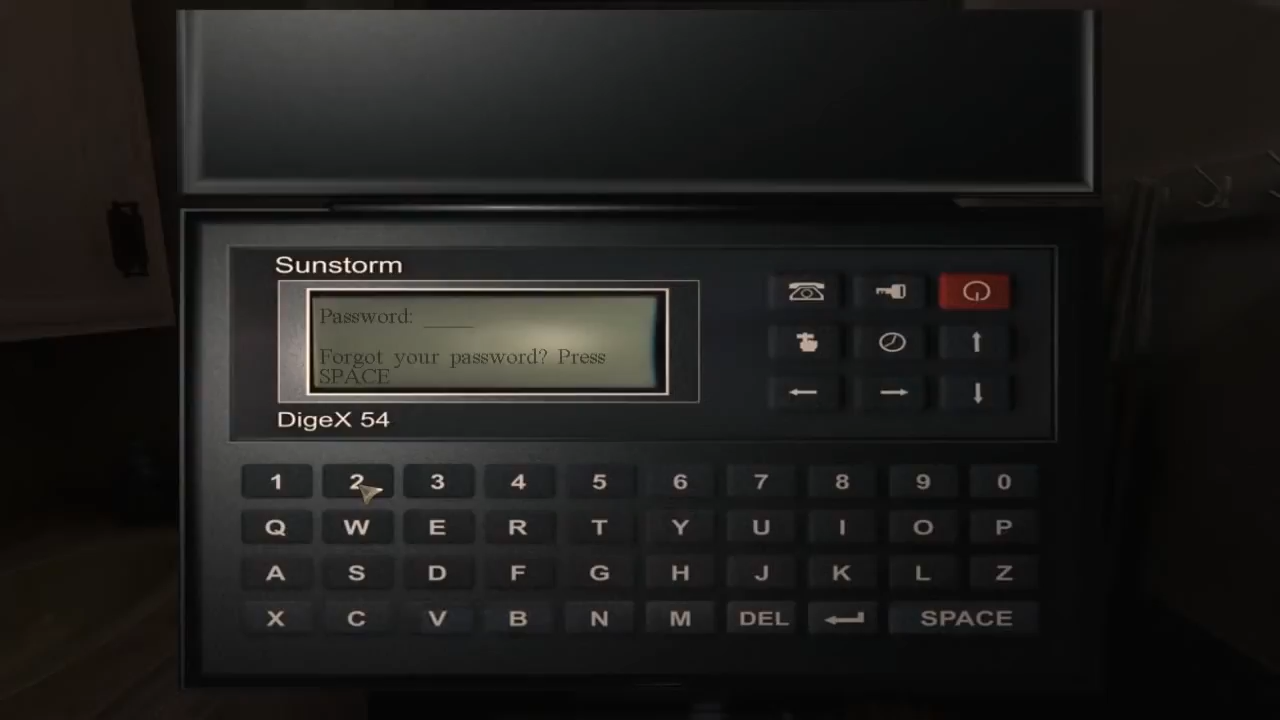 Sunstorm
Password: ____
Forgot your password? Press
SPACE
DigeX 54
1 2 3 4 5 6 7 8 9 0
Q W E R T Y U I O P
A S D F G H J K L Z
X C V B N M DEL SPACE